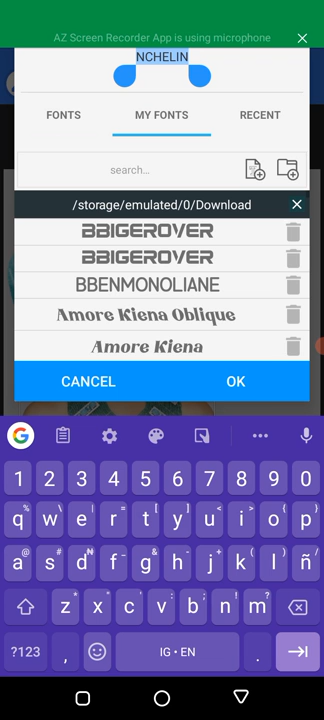 AZ Screen Recorder App is using microphone
NCHELIN
FONTS MY FONTS RECENT
search...
/storage/emulated/0/Download
BBIGEROVER
BBIGEROVER
BBENMONOLIANE
Amore Kiena Oblique
Amore Kiena
CANCEL OK
1 2 3 4 5 6 7 8 9 0
q% w\ e| r= t[ y] u< i> o{ p}
a@ s# d₦ f_ g& h- j+ k( l) ñ/
z* x" c' v: b; n! m?
?123 , IG • EN .